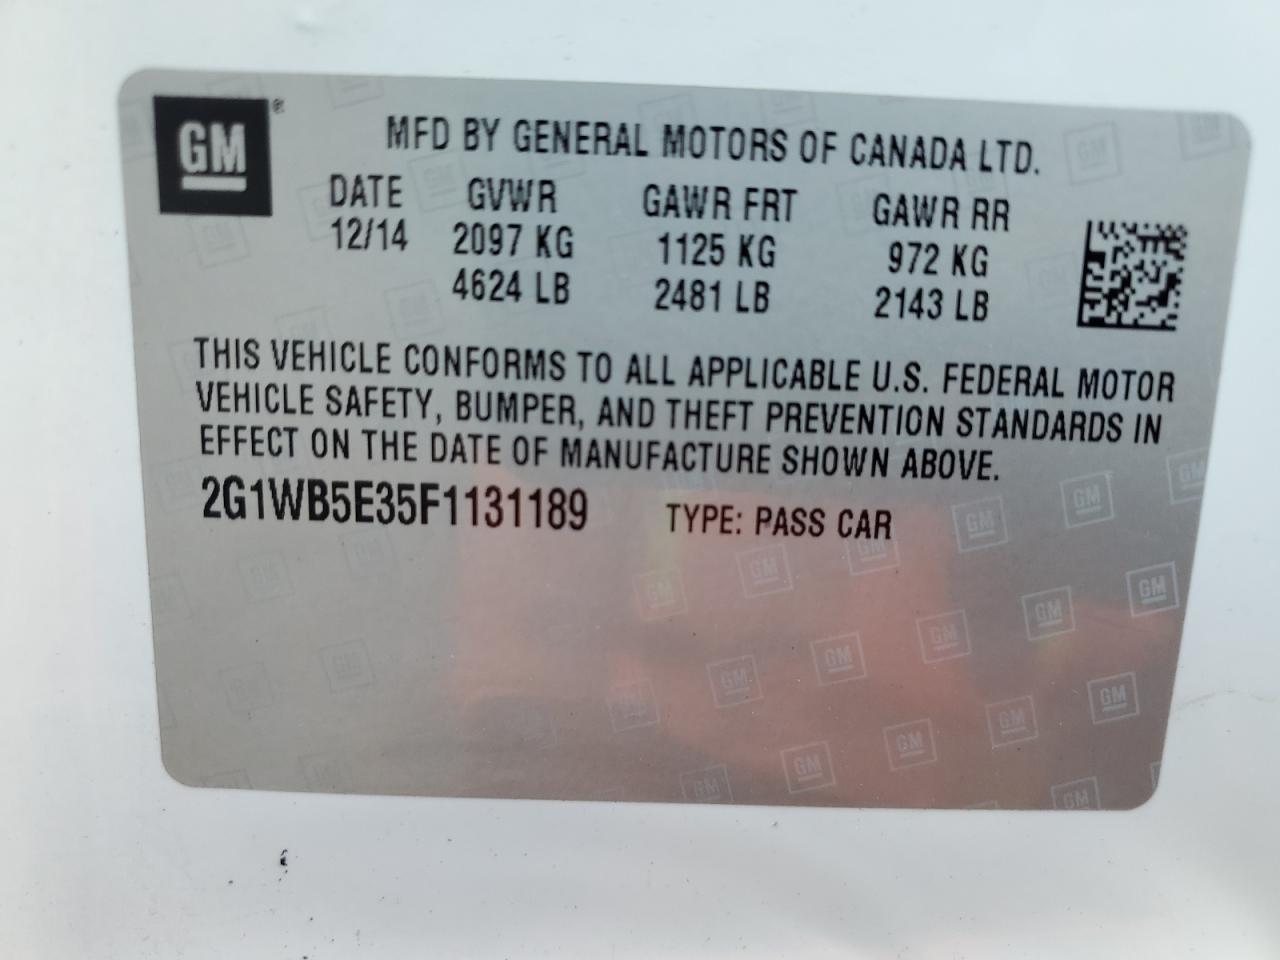 GM ®
MFD BY GENERAL MOTORS OF CANADA LTD.
DATE GVWR GAWR FRT GAWR RR
12/14 2097 KG 1125 KG 972 KG
4624 LB 2481 LB 2143 LB
THIS VEHICLE CONFORMS TO ALL APPLICABLE U.S. FEDERAL MOTOR
VEHICLE SAFETY, BUMPER, AND THEFT PREVENTION STANDARDS IN
EFFECT ON THE DATE OF MANUFACTURE SHOWN ABOVE.
2G1WB5E35F1131189 TYPE: PASS CAR